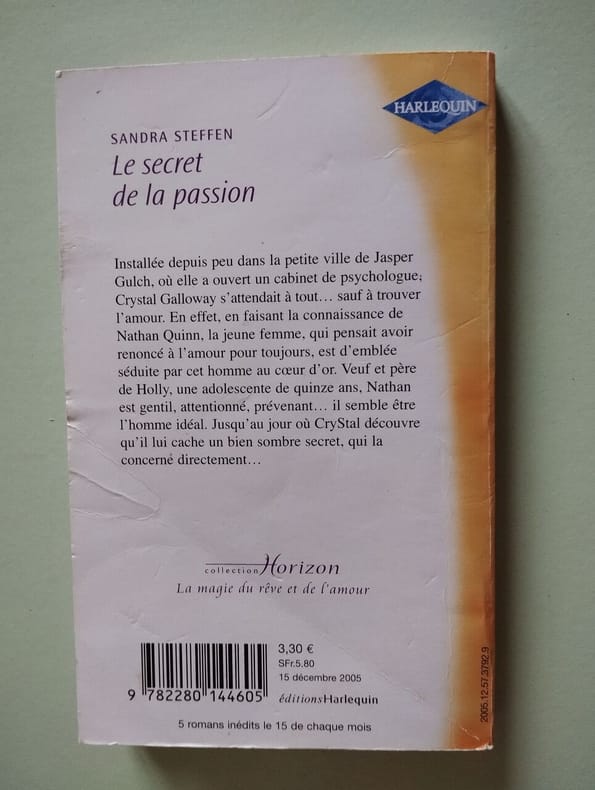 HARLEQUIN
SANDRA STEFFEN
Le secret
de la passion
Installée depuis peu dans la petite ville de Jasper
Gulch, où elle a ouvert un cabinet de psychologue,
Crystal Galloway s'attendait à tout... sauf à trouver
l'amour. En effet, en faisant la connaissance de
Nathan Quinn, la jeune femme, qui pensait avoir
renoncé à l'amour pour toujours, est d'emblée
séduite par cet homme au cœur d'or. Veuf et père
de Holly, une adolescente de quinze ans, Nathan
est gentil, attentionné, prévenant... il semble être
l'homme idéal. Jusqu'au jour où CryStal découvre
qu'il lui cache un bien sombre secret, qui la
concerne directement...
collection Horizon
La magie du rêve et de l'amour
3,30 €
SFr.5.80
15 décembre 2005
9 782280 144605
éditionsHarlequin
5 romans inédits le 15 de chaque mois
2005.12.57.3792.9